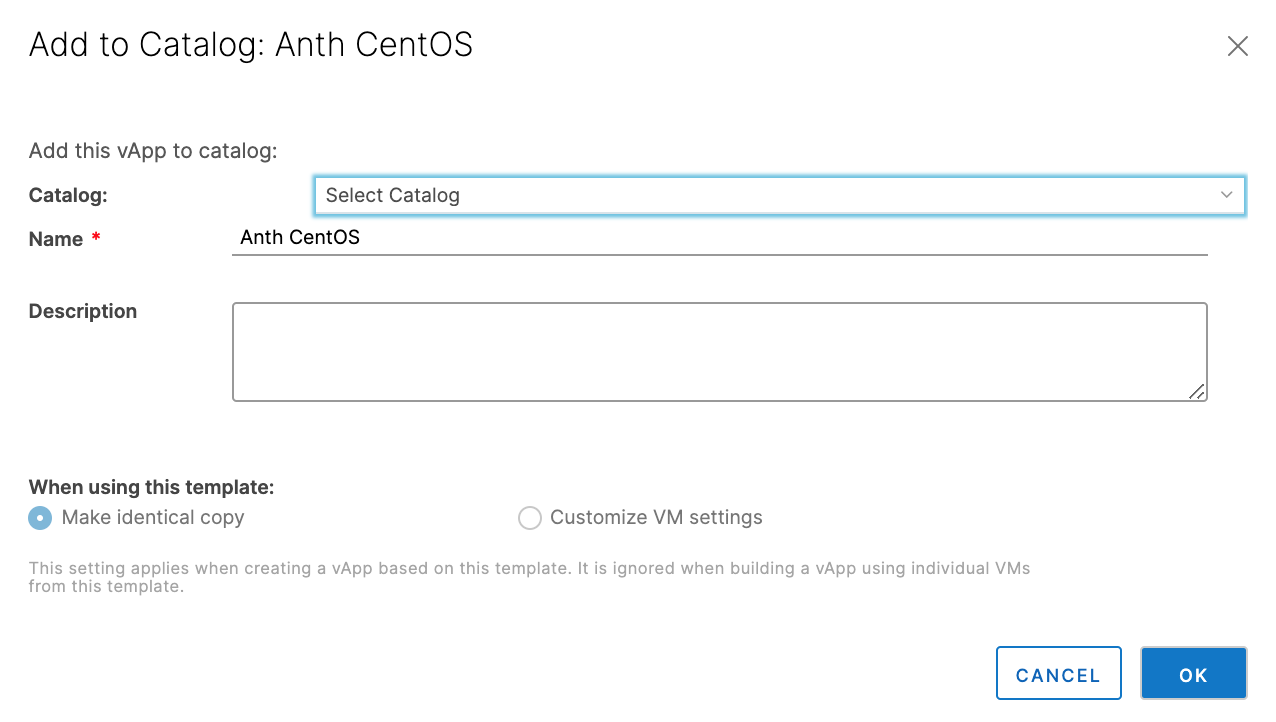 Add to Catalog: Anth CentOS
Add this vApp to catalog:
Catalog:
Select Catalog
Name *
Anth CentOS
Description
When using this template:
Make identical copy
Customize VM settings
This setting applies when creating a vApp based on this template. It is ignored when building a vApp using individual VMs
from this template.
CANCEL
OK